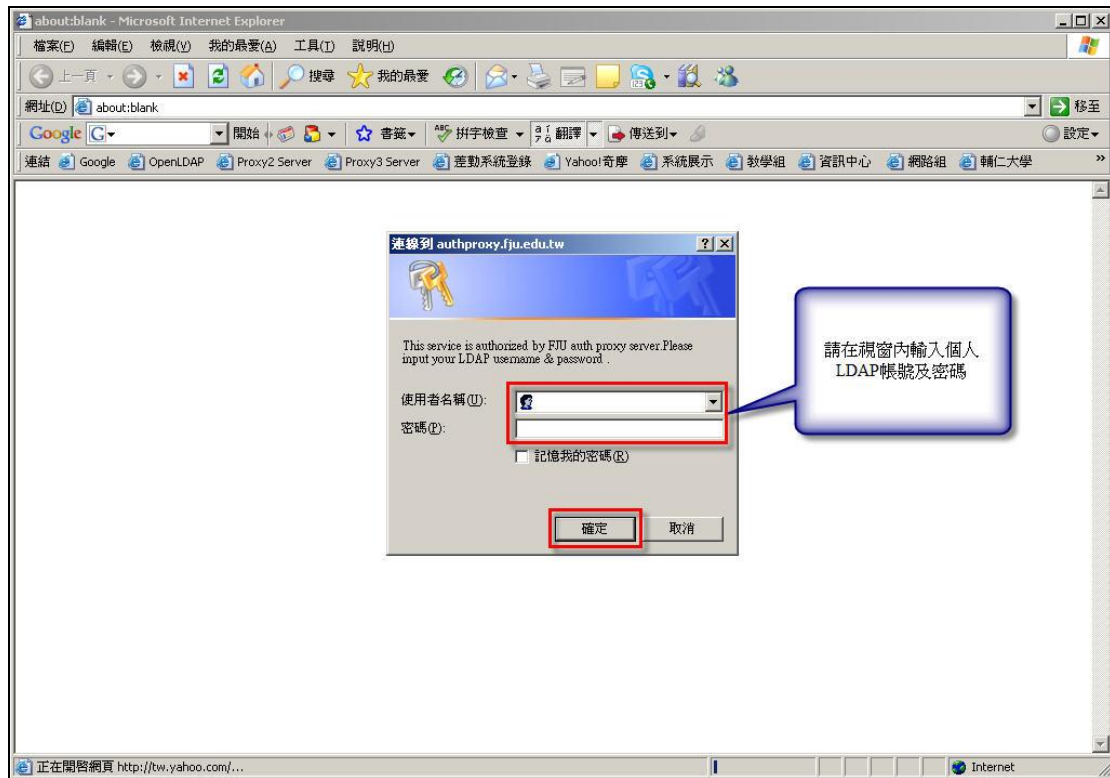 about:blank - Microsoft Internet Explorer
檔案(F) 編輯(E) 檢視(V) 我的最愛(A) 工具(T) 說明(H)
上一頁 搜尋 我的最愛
網址(D) about:blank 移至
Google G 開始 書籤 ABC 拼字檢查 翻譯 傳送到 設定
連結 Google OpenLDAP Proxy2 Server Proxy3 Server 差勤系統登錄 Yahoo!奇摩 系統展示 教學組 資訊中心 網路組 輔仁大學 »
連線到 authproxy.fju.edu.tw
This service is authorized by FJU auth proxy server.Please
input your LDAP username & password .
使用者名稱(U):
密碼(P):
記憶我的密碼(R)
確定 取消
請在視窗內輸入個人
LDAP帳號及密碼
正在開啓網頁 http://tw.yahoo.com/... Internet